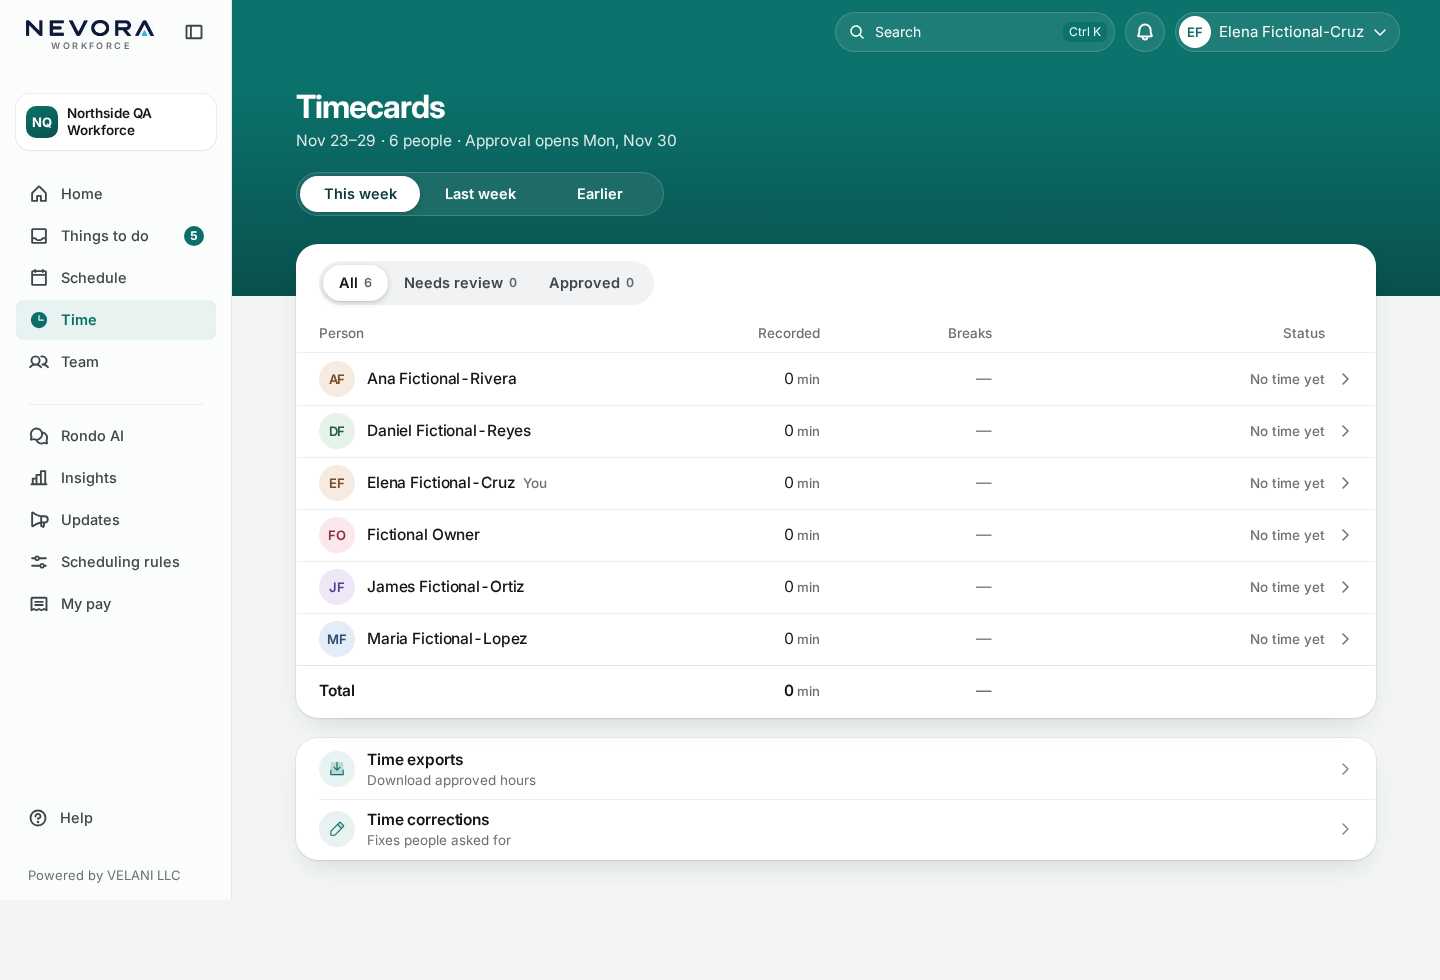 NEVORA
WORKFORCE
NQ
Northside QA
Workforce
Home
Things to do 5
Schedule
Time
Team
Rondo AI
Insights
Updates
Scheduling rules
My pay
Help
Powered by VELANI LLC
Search Ctrl K
EF Elena Fictional-Cruz
Timecards
Nov 23–29 · 6 people · Approval opens Mon, Nov 30
This week Last week Earlier
All 6 Needs review 0 Approved 0
Person Recorded Breaks Status
AF Ana Fictional-Rivera 0 min — No time yet
DF Daniel Fictional-Reyes 0 min — No time yet
EF Elena Fictional-Cruz You 0 min — No time yet
FO Fictional Owner 0 min — No time yet
JF James Fictional-Ortiz 0 min — No time yet
MF Maria Fictional-Lopez 0 min — No time yet
Total 0 min —
Time exports
Download approved hours
Time corrections
Fixes people asked for